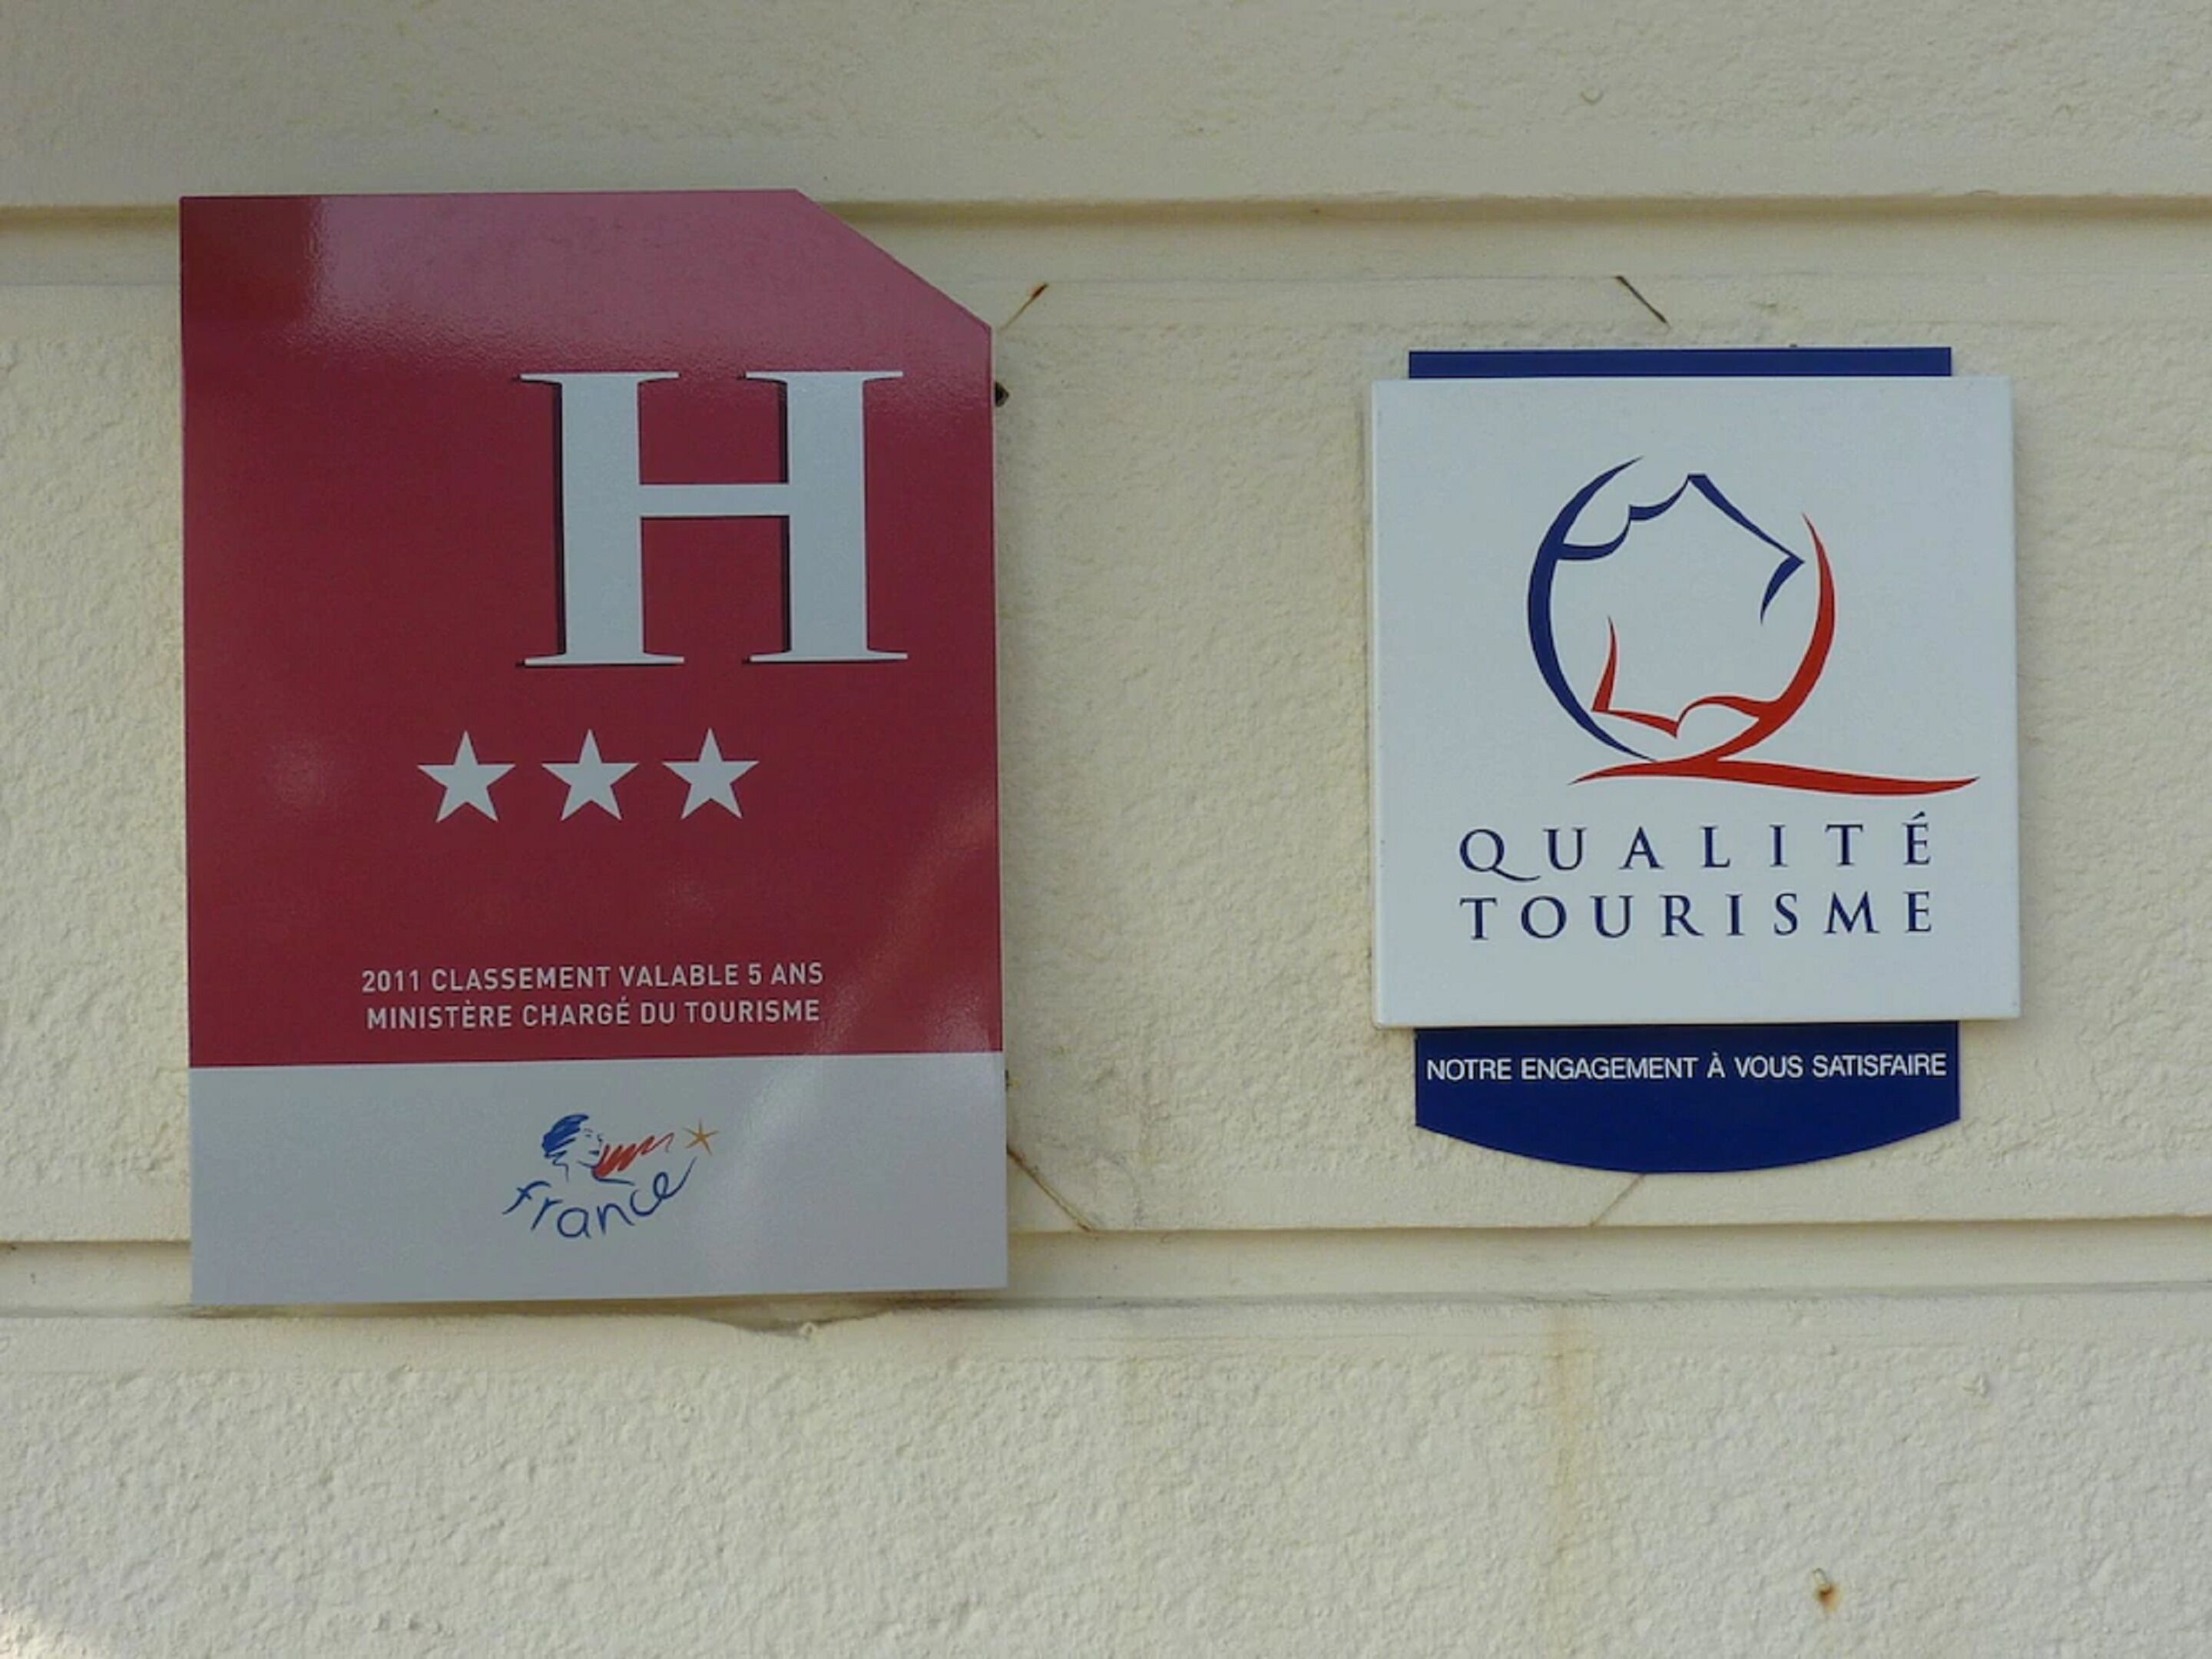 H
2011 CLASSEMENT VALABLE 5 ANS
MINISTÈRE CHARGÉ DU TOURISME
france
QUALITÉ
TOURISME
NOTRE ENGAGEMENT À VOUS SATISFAIRE